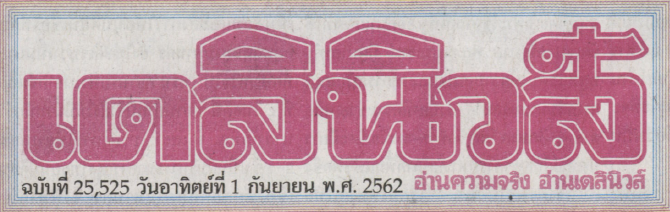 เดลินิวส์
ฉบับที่ 25,525 วันอาทิตย์ที่ 1 กันยายน พ.ศ. 2562 อ่านความจริง อ่านเดลินิวส์